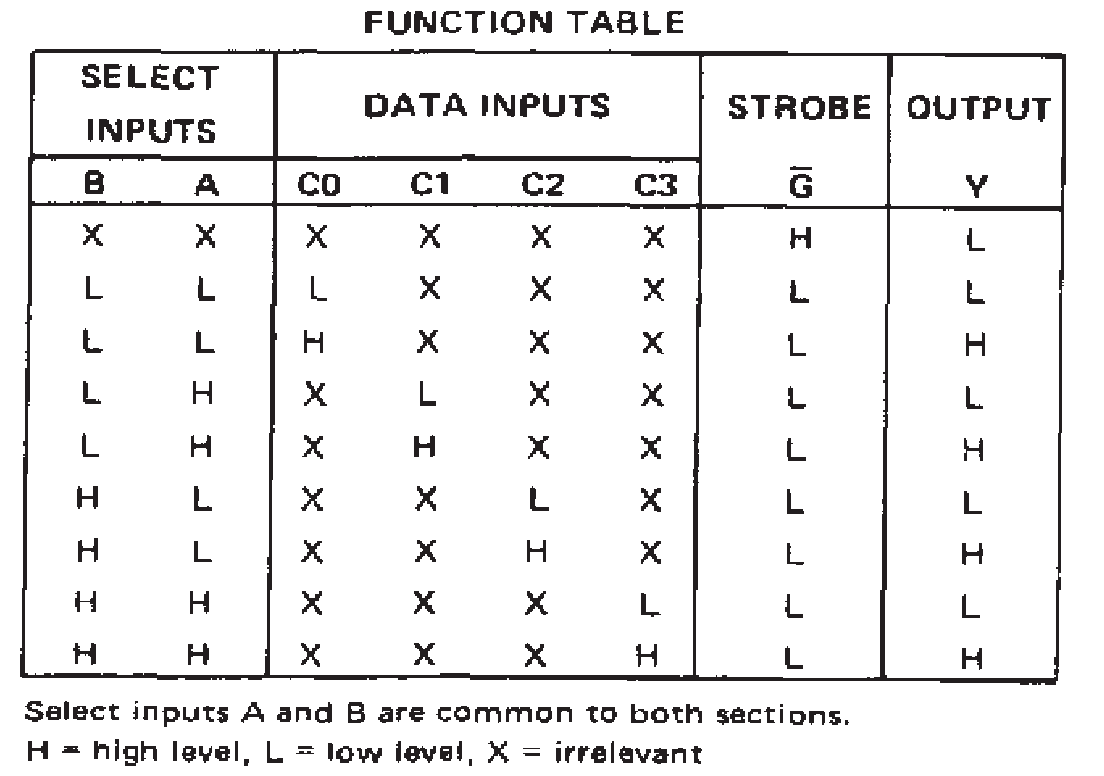 FUNCTION TABLE
SELECT INPUTS DATA INPUTS STROBE OUTPUT
B A C0 C1 C2 C3 G̅ Y
X X X X X X H L
L L L X X X L L
L L H X X X L H
L H X L X X L L
L H X H X X L H
H L X X L X L L
H L X X H X L H
H H X X X L L L
H H X X X H L H
Select inputs A and B are common to both sections.
H = high level, L = low level, X = irrelevant